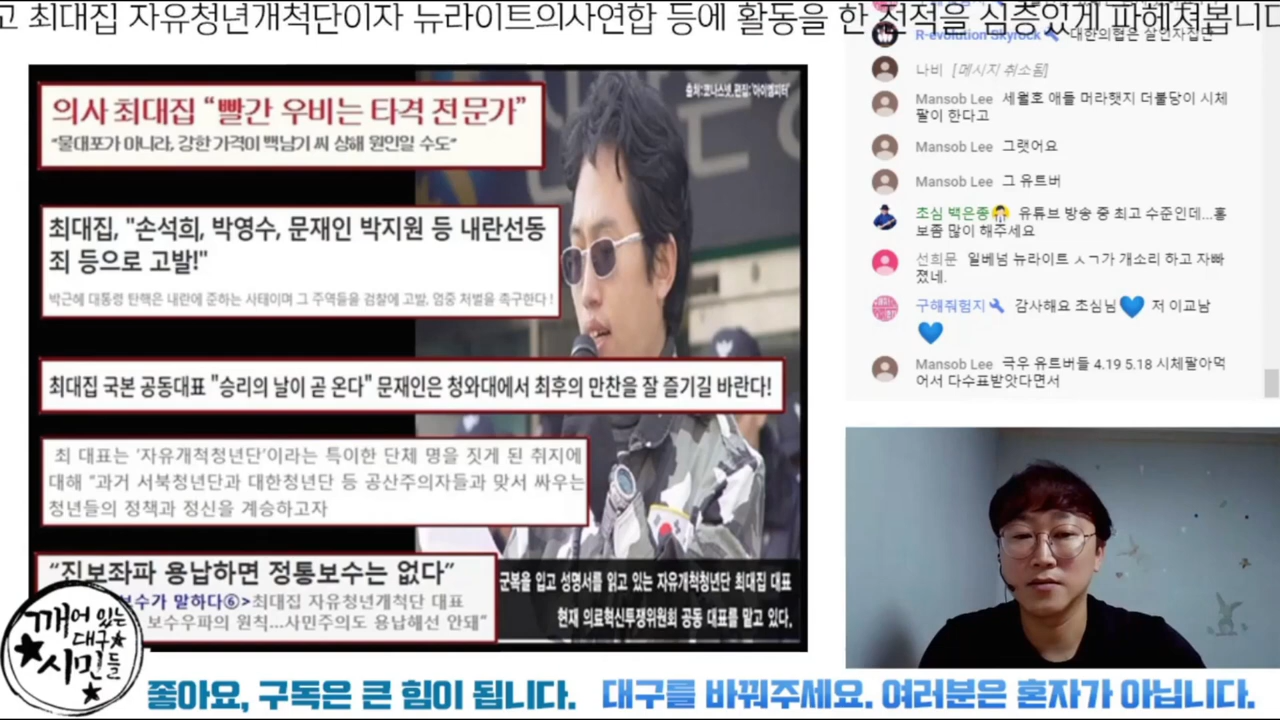 고 최대집 자유청년개척단이자 뉴라이트의사연합 등에 활동을 한 전적을 심층있게 파헤쳐봅니다
출처:코나스넷, 편집: '아이엠피터'
의사 최대집 “빨간 우비는 타격 전문가”
“물대포가 아니라, 강한 가격이 백남기 씨 상해 원인일 수도”
최대집, "손석희, 박영수, 문재인 박지원 등 내란선동
죄 등으로 고발!"
박근혜 대통령 탄핵은 내란에 준하는 사태이며 그 주역들을 검찰에 고발, 엄중 처벌을 촉구한다!
최대집 국본 공동대표 "승리의 날이 곧 온다" 문재인은 청와대에서 최후의 만찬을 잘 즐기길 바란다!
최 대표는 ‘자유개척청년단’이라는 특이한 단체 명을 짓게 된 취지에
대해 “과거 서북청년단과 대한청년단 등 공산주의자들과 맞서 싸우는
청년들의 정책과 정신을 계승하고자
“진보좌파 용납하면 정통보수는 없다”
보수가 말하다⑥>최대집 자유청년개척단 대표
보수우파의 원칙...사민주의도 용납해선 안돼”
군복을 입고 성명서를 읽고 있는 자유개척청년단 최대집 대표
현재 의료혁신투쟁위원회 공동 대표를 맡고 있다.
깨어 있는
대구
시민들
좋아요, 구독은 큰 힘이 됩니다. 대구를 바꿔주세요. 여러분은 혼자가 아닙니다.
R-evolution Skyrock 대한의협은 살인자집단
나비 [메시지 취소됨]
Mansob Lee 세월호 애들 머라햇지 더불당이 시체
팔이 한다고
Mansob Lee 그랫어요
Mansob Lee 그 유트버
초심 백은종 유튜브 방송 중 최고 수준인데...홍
보좀 많이 해주세요
선희문 일베넘 뉴라이트 ㅅㄱ가 개소리 하고 자빠
졌네.
구해줘험지 감사해요 초심님💙 저 이교남
💙
Mansob Lee 극우 유트버들 4.19 5.18 시체팔아먹
어서 다수표받앗다면서